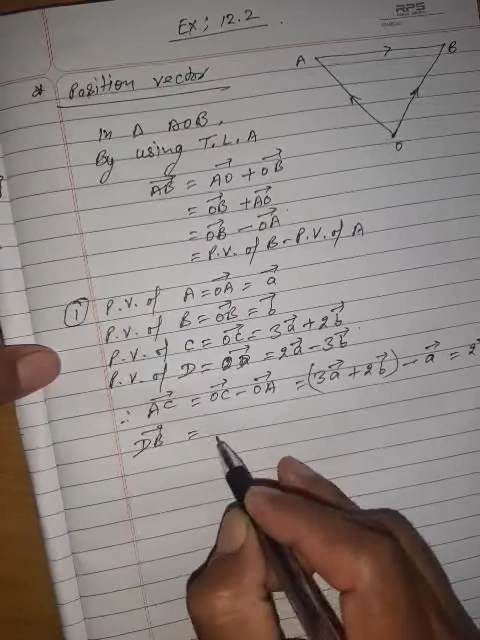 Ex: 12.2
RPS
* Position vector
A B
O
In Δ AOB,
By using T.L.A
→AB = →AO + →OB
= →OB + →AO
= →OB − →OA
= P.V. of B − P.V. of A
① P.V. of A = →OA = →a
P.V. of B = →OB = →b
P.V. of C = →OC = 3→a + 2→b
P.V. of D = = 2→a − 3→b
∴ →AC = →OC − →OA = (3→a + 2→b) − →a = 2
→DB =